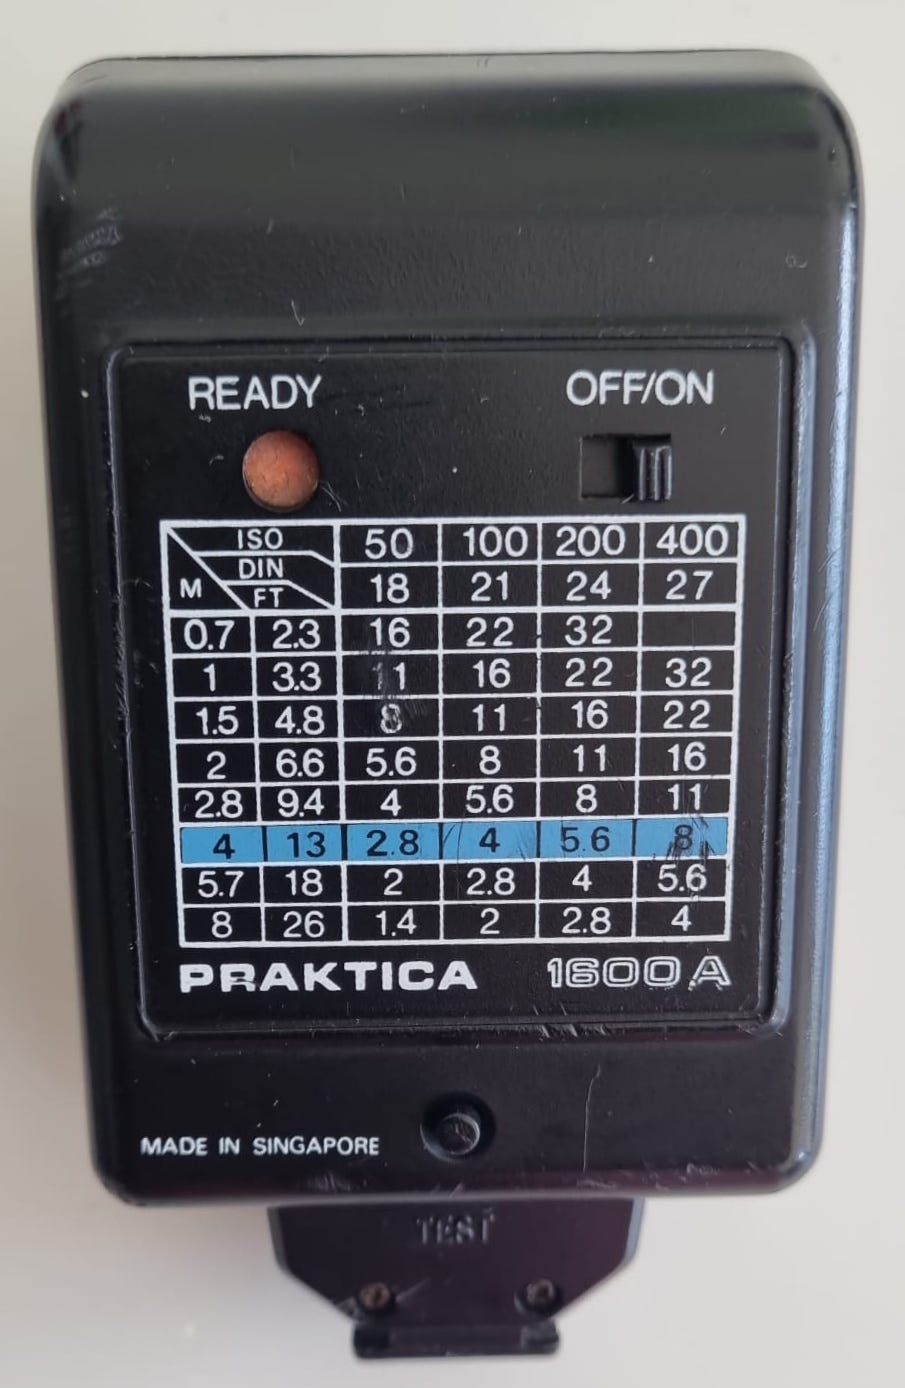 READY OFF/ON
ISO 50 100 200 400
DIN 18 21 24 27
M FT
0.7 2.3 16 22 32
1 3.3 11 16 22 32
1.5 4.8 8 11 16 22
2 6.6 5.6 8 11 16
2.8 9.4 4 5.6 8 11
4 13 2.8 4 5.6 8
5.7 18 2 2.8 4 5.6
8 26 1.4 2 2.8 4
PRAKTICA 1600A
MADE IN SINGAPORE
TEST